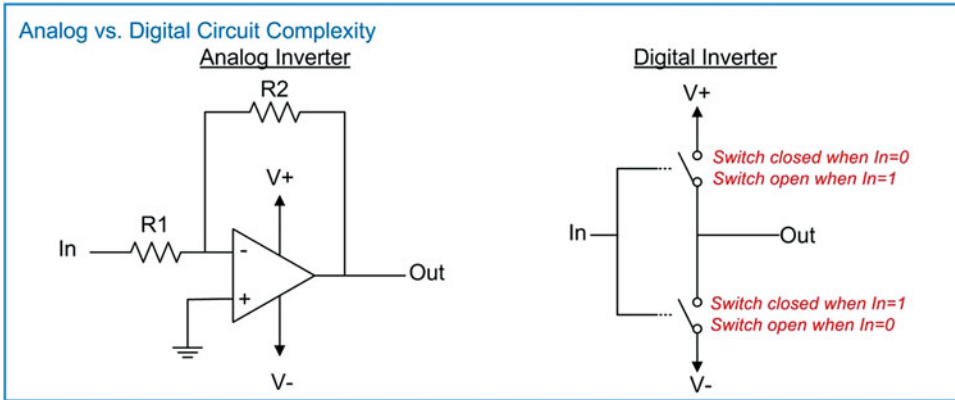 Analog vs. Digital Circuit Complexity
Analog Inverter
R2
V+
R1
In
-
+
Out
V-
Digital Inverter
V+
Switch closed when In=0
Switch open when In=1
In
Out
Switch closed when In=1
Switch open when In=0
V-